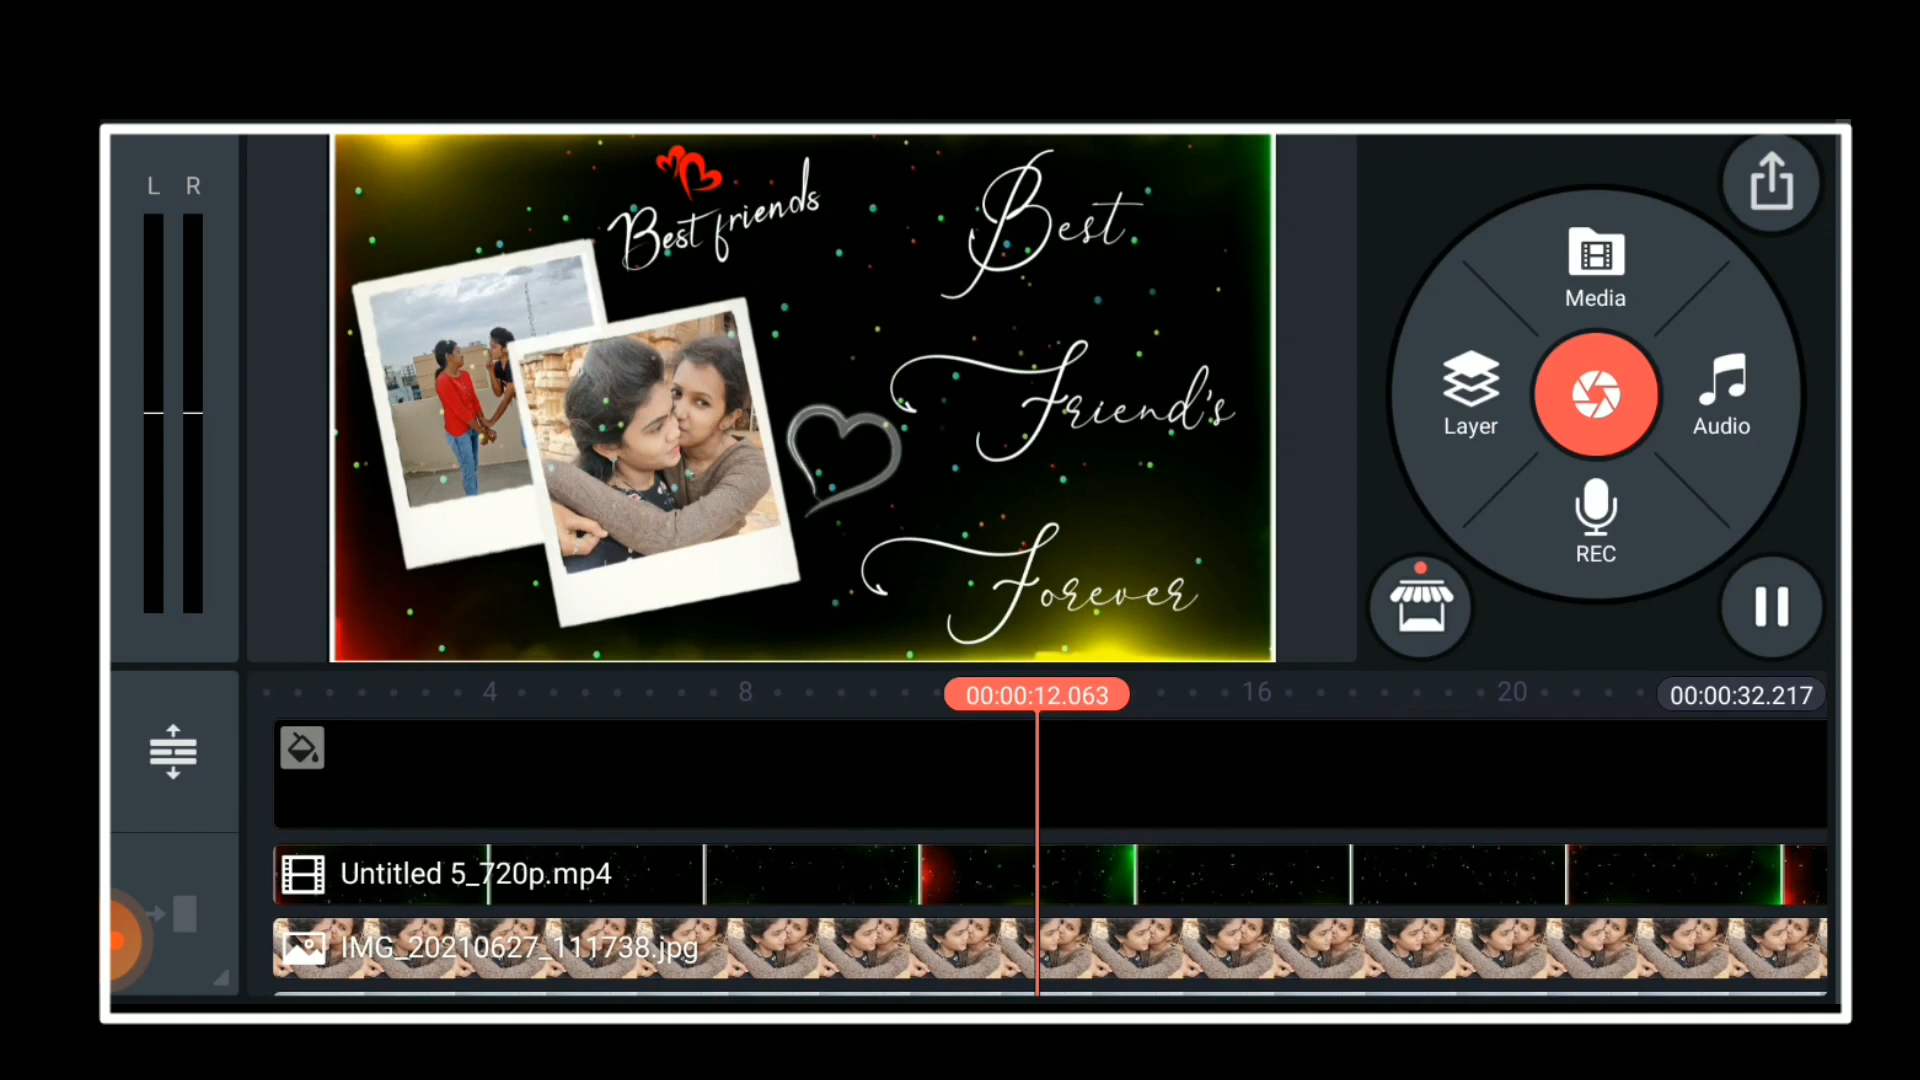 L R
Best friends
Best
Friend's
Forever
Media
Layer
Audio
REC
4 8 00:00:12.063 16 20 00:00:32.217
Untitled 5_720p.mp4
IMG_20210627_111738.jpg